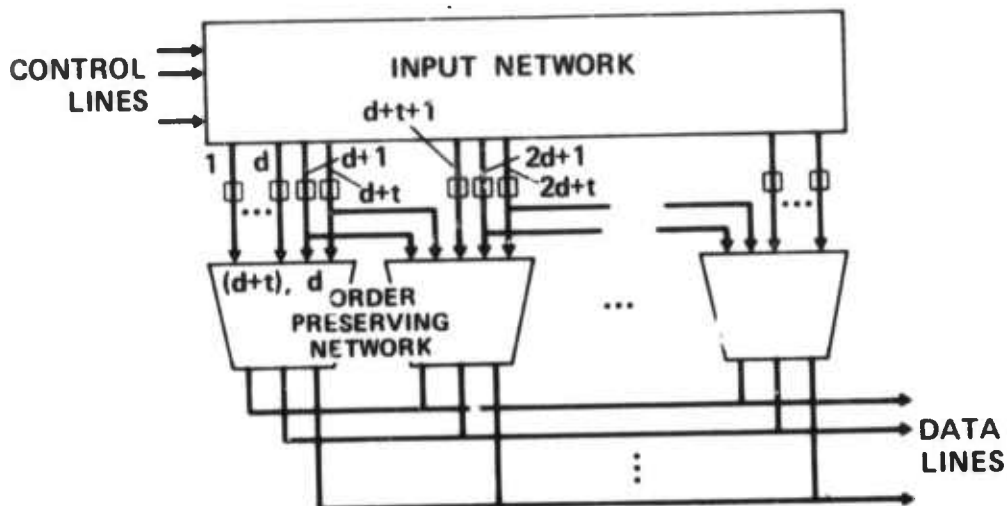 INPUT NETWORK
CONTROL
LINES
d+t+1
1 d d+1 2d+1
d+t 2d+t
...
...
(d+t), d
ORDER
PRESERVING
NETWORK
...
DATA
LINES
...